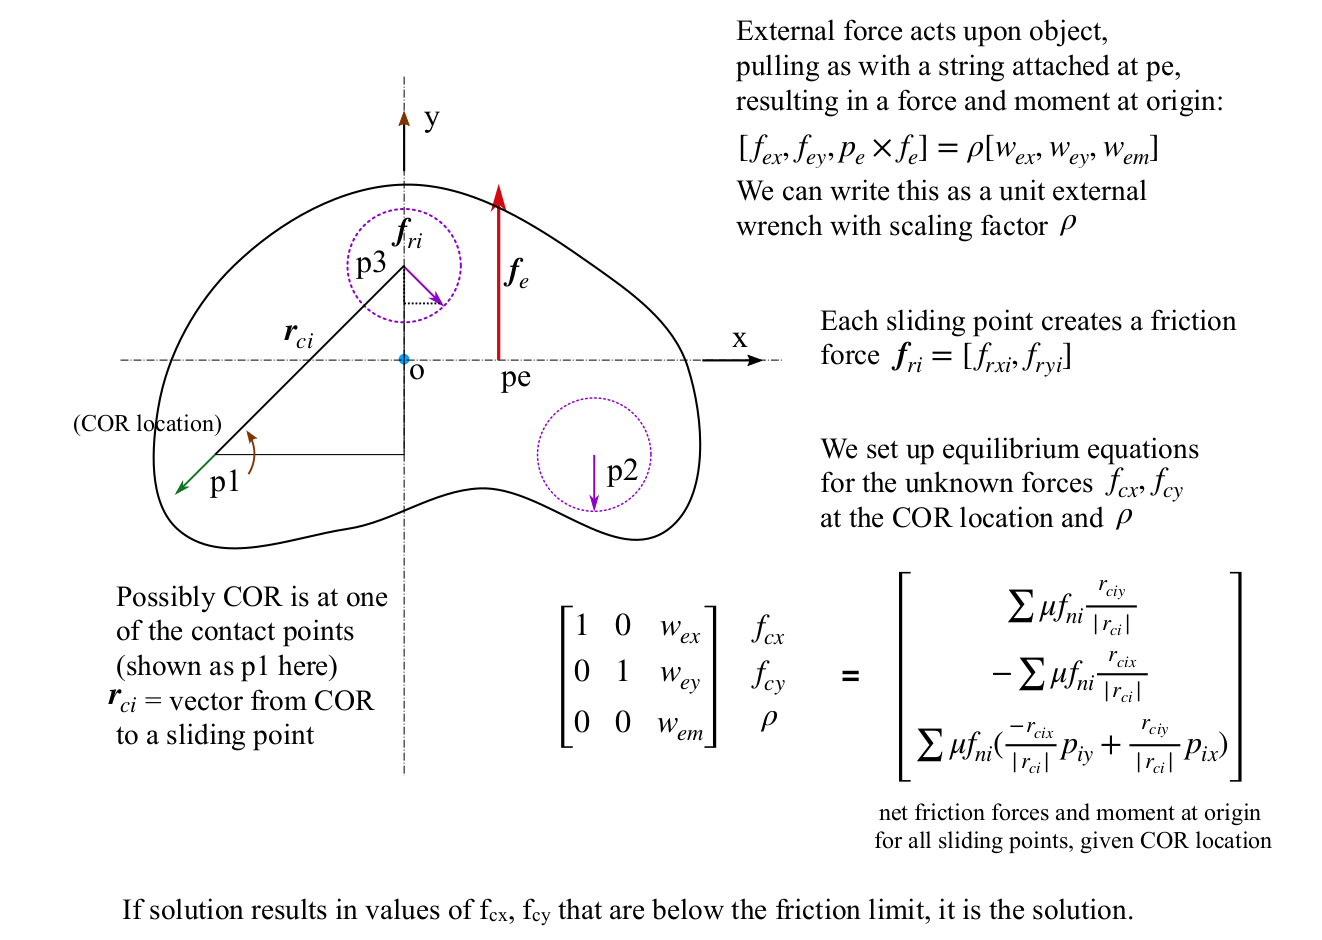 External force acts upon object,
pulling as with a string attached at pe,
resulting in a force and moment at origin:
[f_ex, f_ey, p_e × f_e] = ρ[w_ex, w_ey, w_em]
We can write this as a unit external
wrench with scaling factor ρ
y
f_ri
p3
f_e
r_ci
x
o
pe
(COR location)
p1
p2
Each sliding point creates a friction
force f_ri = [f_rxi, f_ryi]
We set up equilibrium equations
for the unknown forces f_cx, f_cy
at the COR location and ρ
Possibly COR is at one
of the contact points
(shown as p1 here)
r_ci = vector from COR
to a sliding point
1 0 w_ex f_cx
0 1 w_ey f_cy
0 0 w_em ρ
=
∑ μf_ni r_ciy/|r_ci|
− ∑ μf_ni r_cix/|r_ci|
∑ μf_ni(−r_cix/|r_ci| p_iy + r_ciy/|r_ci| p_ix)
net friction forces and moment at origin
for all sliding points, given COR location
If solution results in values of f_cx, f_cy that are below the friction limit, it is the solution.